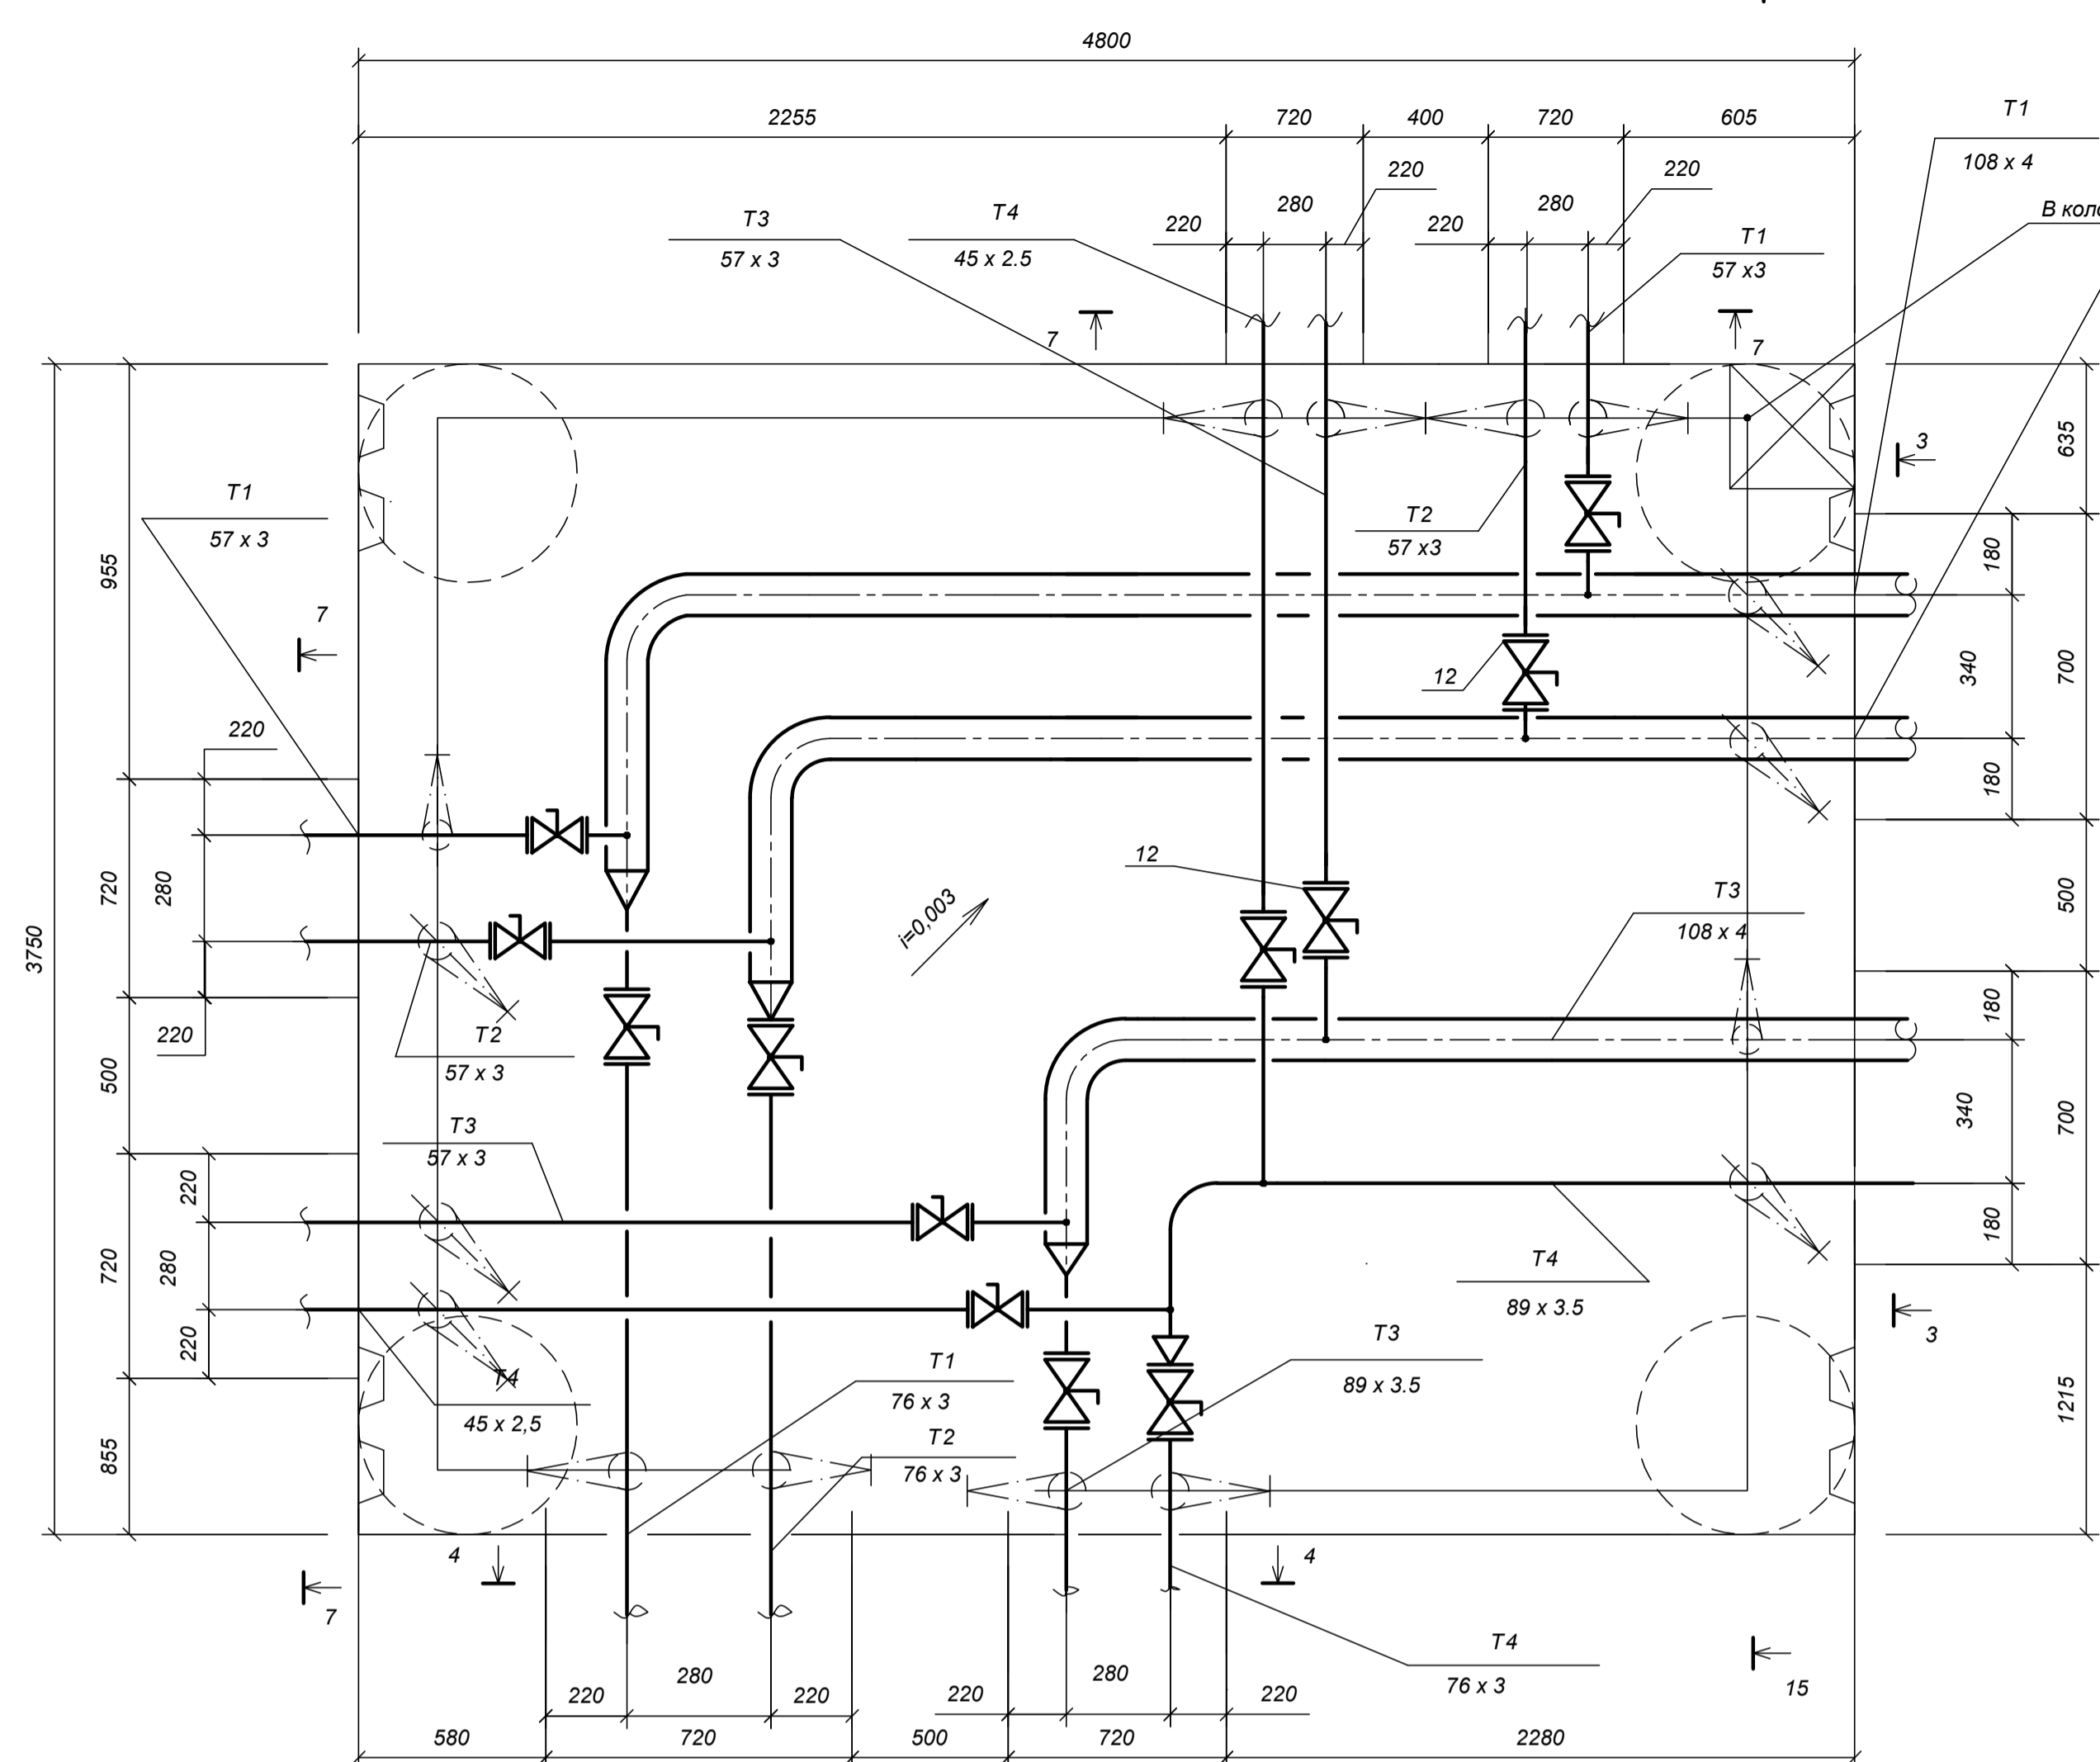 4800
2255
720
400
720
605
T1
108 x 4
220
220
280
280
220
220
T3
57 x 3
T4
45 x 2.5
T1
57 x3
В коло
7
7
635
3
T1
57 x 3
T2
57 x3
180
955
7
12
340
700
220
180
12
720
280
i=0,003
T3
108 x 4
500
3750
220
T2
57 x 3
180
500
T3
57 x 3
340
700
220
180
720
280
T4
89 x 3.5
3
220
T3
89 x 3.5
T1
76 x 3
T4
45 x 2,5
1215
T2
76 x 3
855
4
4
7
T4
76 x 3
15
280
280
220
220
220
220
580
720
500
720
2280